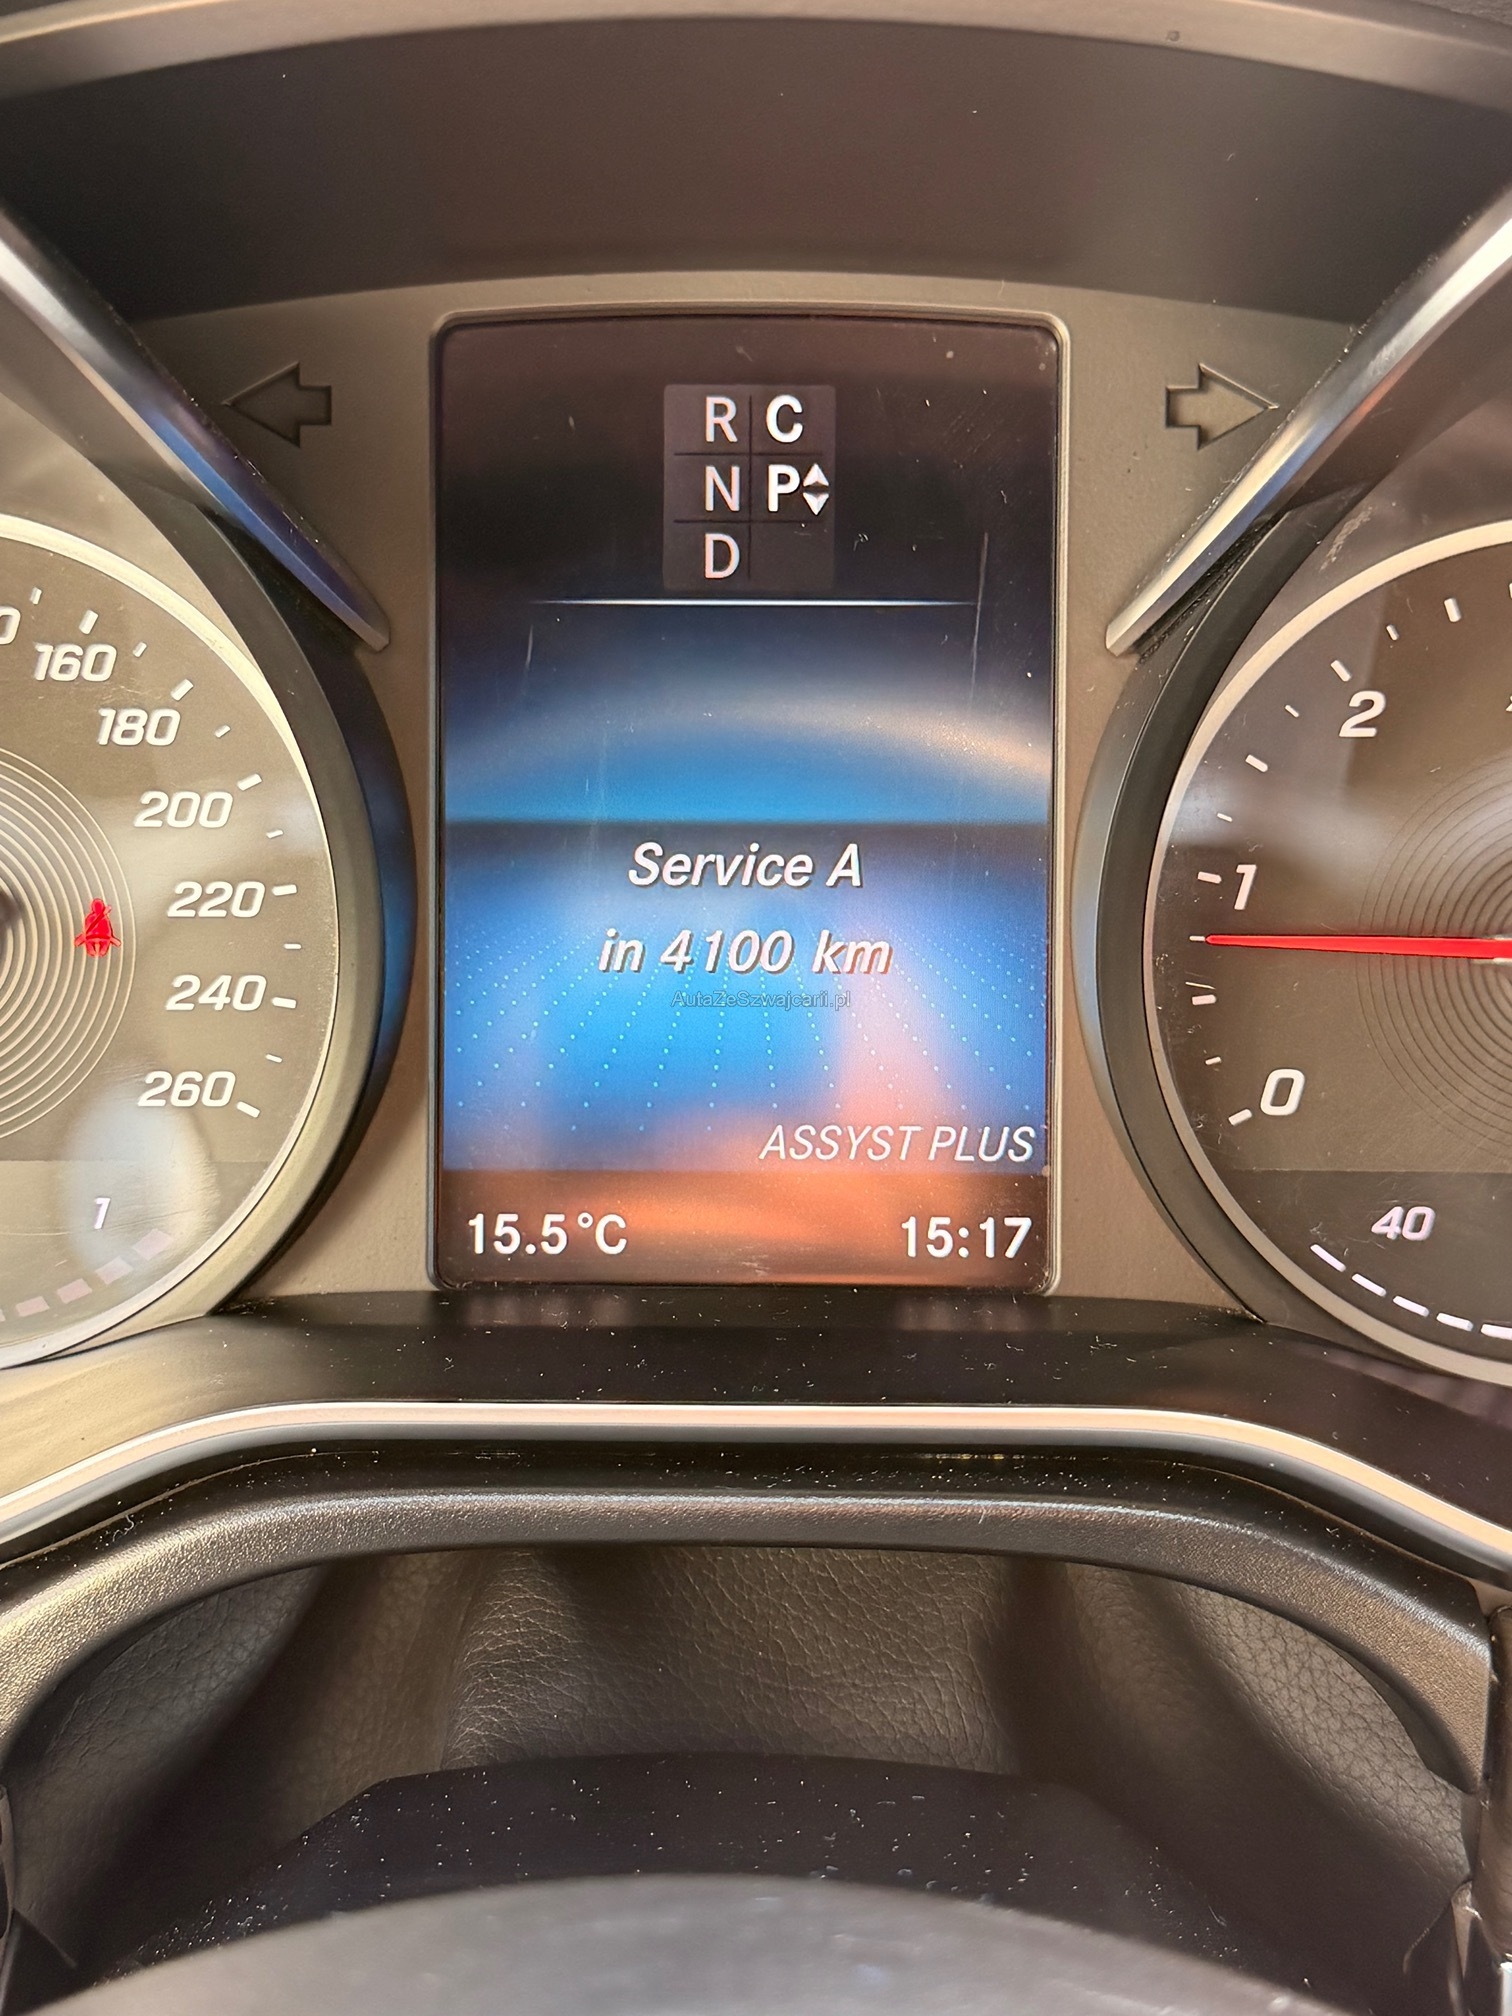 R C
N P
D
160
180
200
220
240
260
1
Service A
in 4100 km
AutaZeSzwajcarii.pl
ASSYST PLUS
15.5°C 15:17
2
1
0
40